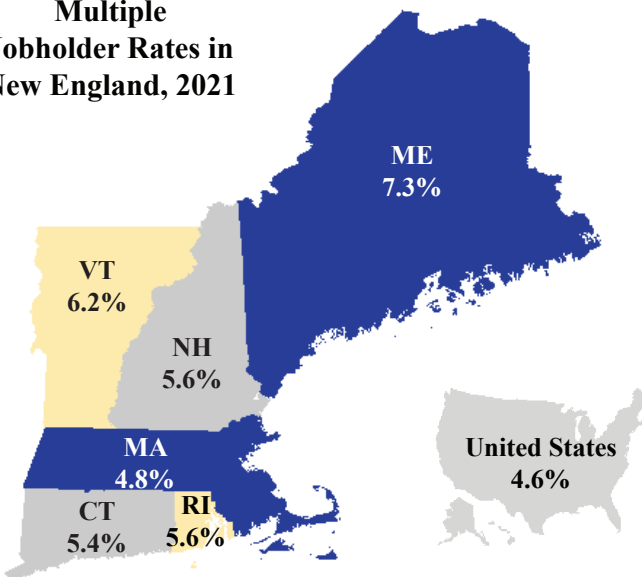 Multiple
Jobholder Rates in
New England, 2021
ME
7.3%
VT
6.2%
NH
5.6%
MA
4.8%
United States
4.6%
CT
5.4%
RI
5.6%